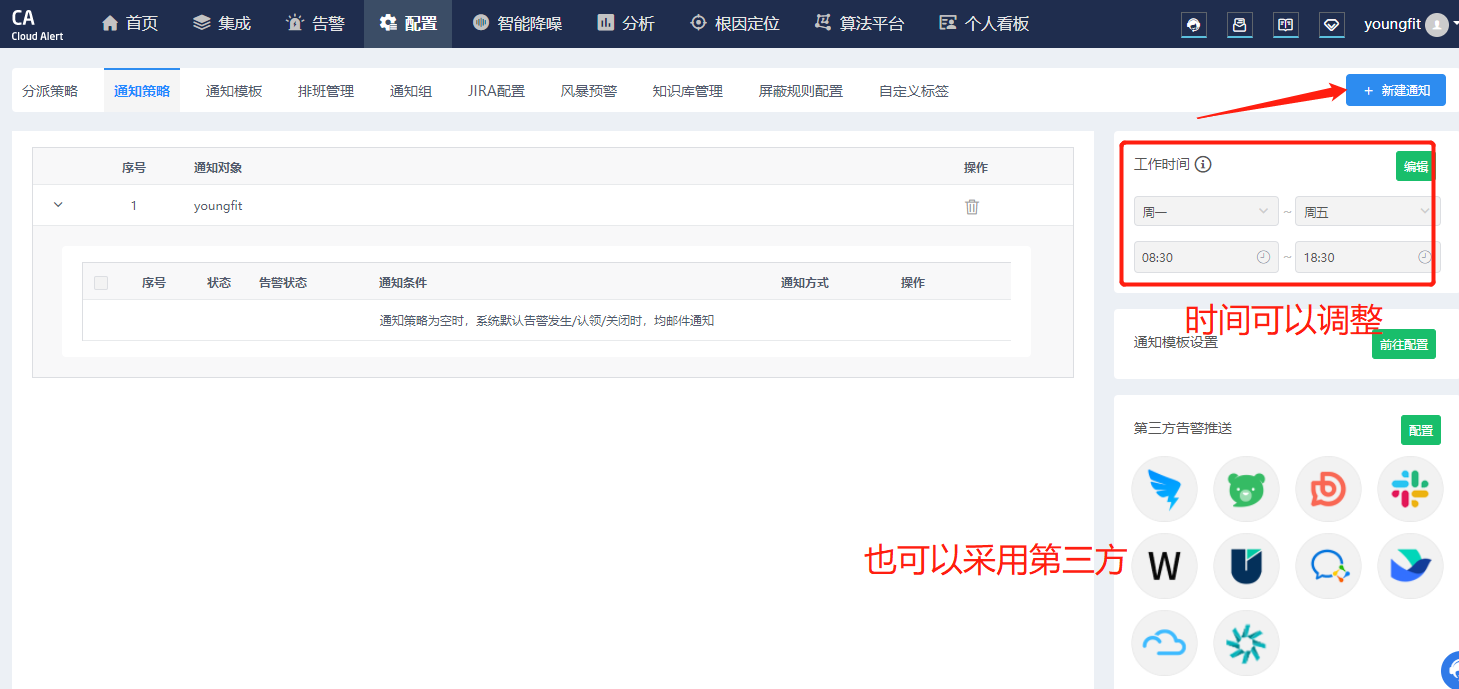 CA
Cloud Alert
首页 集成 告警 配置 智能降噪 分析 根因定位 算法平台 个人看板 youngfit
分派策略 通知策略 通知模板 排班管理 通知组 JIRA配置 风暴预警 知识库管理 屏蔽规则配置 自定义标签 + 新建通知
序号 通知对象 操作
1 youngfit
序号 状态 告警状态 通知条件 通知方式 操作
通知策略为空时，系统默认告警发生/认领/关闭时，均邮件通知
工作时间 编辑
周一 ~ 周五
08:30 ~ 18:30
时间可以调整
通知模板设置 前往配置
第三方告警推送 配置
也可以采用第三方
W